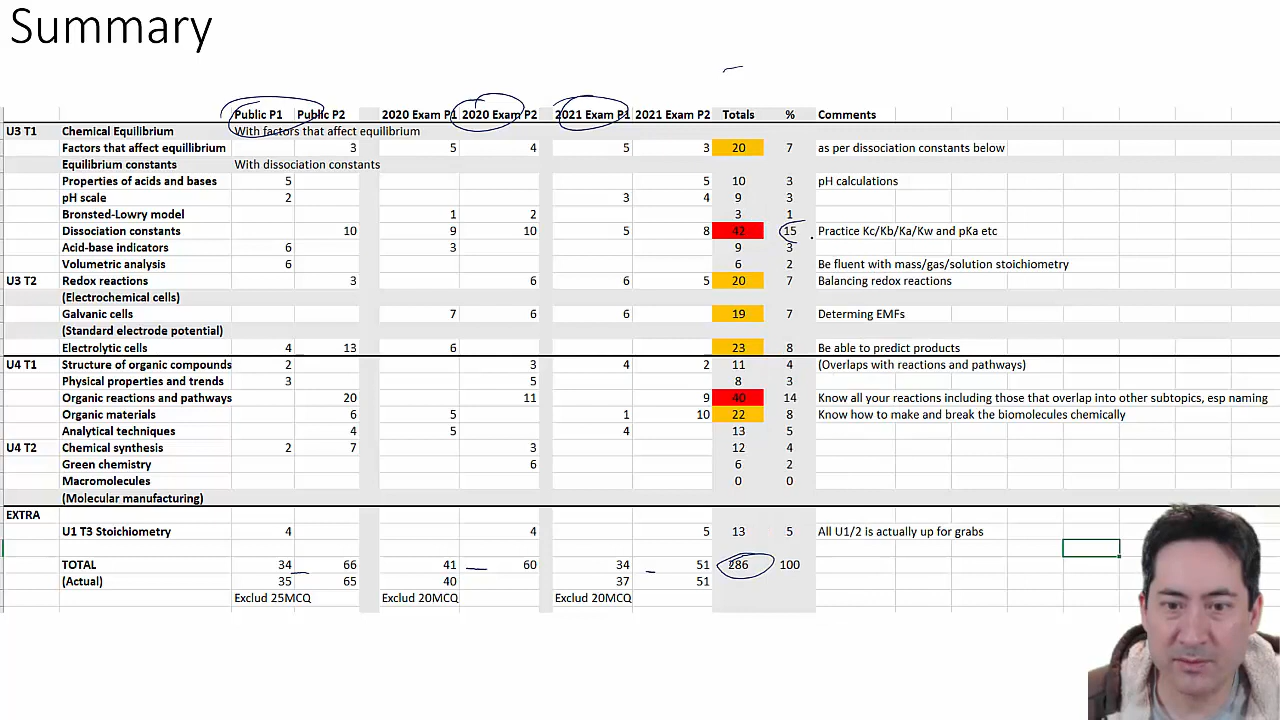 Summary
Public P1 Public P2 2020 Exam P1 2020 Exam P2 2021 Exam P1 2021 Exam P2 Totals % Comments
U3 T1 Chemical Equilibrium With factors that affect equilibrium
Factors that affect equillibrium 3 5 4 5 3 20 7 as per dissociation constants below
Equilibrium constants With dissociation constants
Properties of acids and bases 5 5 10 3 pH calculations
pH scale 2 3 4 9 3
Bronsted-Lowry model 1 2 3 1
Dissociation constants 10 9 10 5 8 42 15 Practice Kc/Kb/Ka/Kw and pKa etc
Acid-base indicators 6 3 9 3
Volumetric analysis 6 6 2 Be fluent with mass/gas/solution stoichiometry
U3 T2 Redox reactions 3 6 6 5 20 7 Balancing redox reactions
(Electrochemical cells)
Galvanic cells 7 6 6 19 7 Determing EMFs
(Standard electrode potential)
Electrolytic cells 4 13 6 23 8 Be able to predict products
U4 T1 Structure of organic compounds 2 3 4 2 11 4 (Overlaps with reactions and pathways)
Physical properties and trends 3 5 8 3
Organic reactions and pathways 20 11 9 40 14 Know all your reactions including those that overlap into other subtopics, esp naming
Organic materials 6 5 1 10 22 8 Know how to make and break the biomolecules chemically
Analytical techniques 4 5 4 13 5
U4 T2 Chemical synthesis 2 7 3 12 4
Green chemistry 6 6 2
Macromolecules 0 0
(Molecular manufacturing)
EXTRA
U1 T3 Stoichiometry 4 4 5 13 5 All U1/2 is actually up for grabs
TOTAL 34 66 41 60 34 51 286 100
(Actual) 35 65 40 37 51
Exclud 25MCQ Exclud 20MCQ Exclud 20MCQ